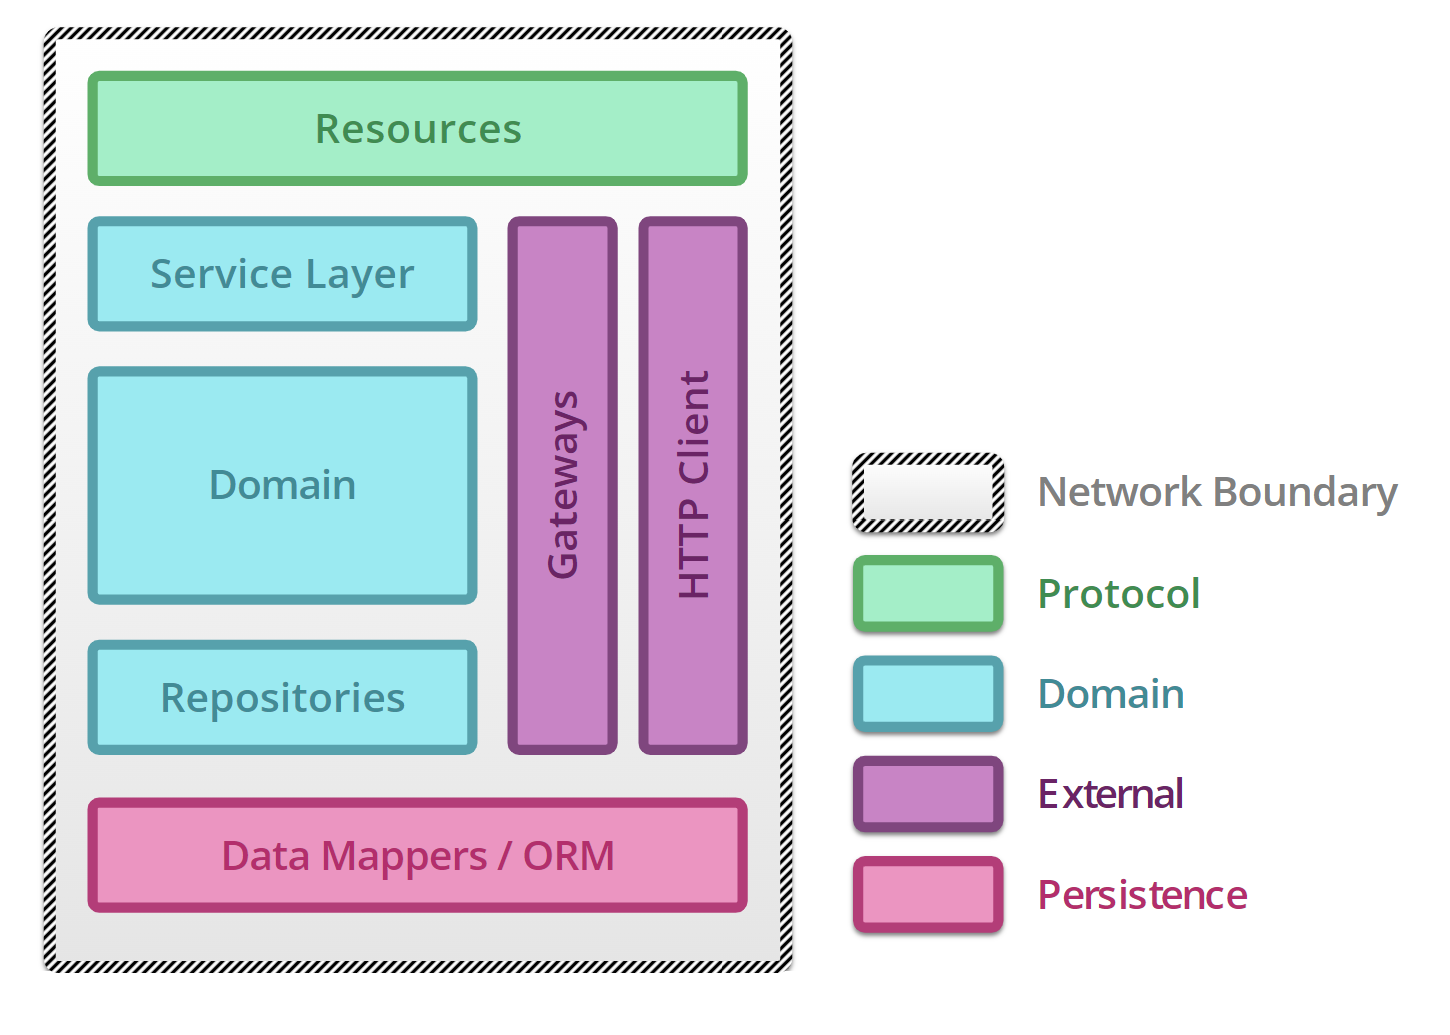 Resources
Service Layer
Domain
Repositories
Gateways
HTTP Client
Data Mappers / ORM
Network Boundary
Protocol
Domain
External
Persistence